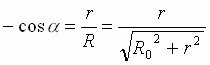 −cos α = r/R = r/√(R₀² + r²)